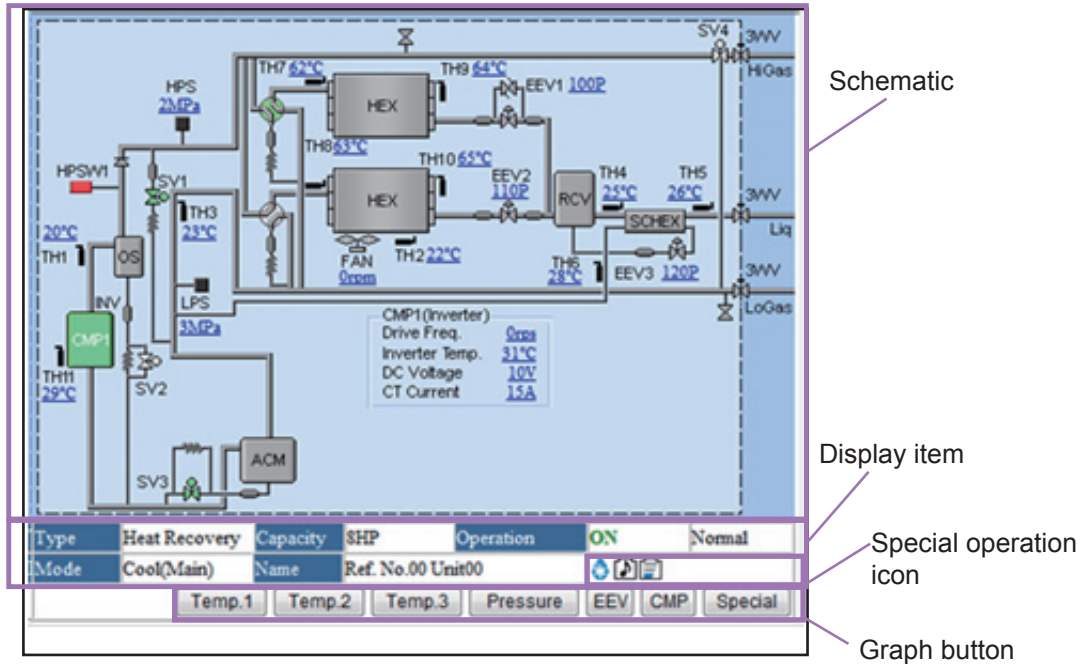 SV4
3WV
HiGas
Schematic
TH7 62°C
TH9 64°C
EEV1 100P
HPS
2MPa
HEX
TH8 63°C
TH10 65°C
HPSW1
SV1
EEV2
110P
RCV
TH4
25°C
TH5
26°C
3WV
Liq
HEX
TH3
23°C
SCHEX
20°C
TH1
OS
FAN
0rpm
TH2 22°C
TH6
28°C
EEV3 120P
3WV
LoGas
INV
LPS
3MPa
CMP1
CMP1(Inverter)
Drive Freq. 0rps
Inverter Temp. 31°C
DC Voltage 10V
CT Current 15A
TH11
29°C
SV2
ACM
SV3
Display item
Type Heat Recovery Capacity 8HP Operation ON Normal
Mode Cool(Main) Name Ref. No.00 Unit00
Special operation
icon
Temp.1 Temp.2 Temp.3 Pressure EEV CMP Special
Graph button